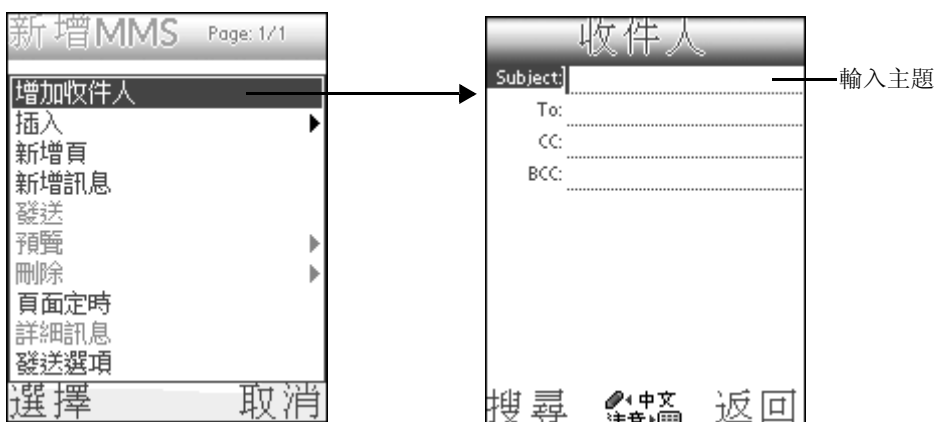 新增MMS Page: 1/1
增加收件人
插入
新增頁
新增訊息
發送
預覽
刪除
頁面定時
詳細訊息
發送選項
選擇 取消
收件人
Subject:
To:
CC:
BCC:
搜尋 中文 返回
注音
輸入主題